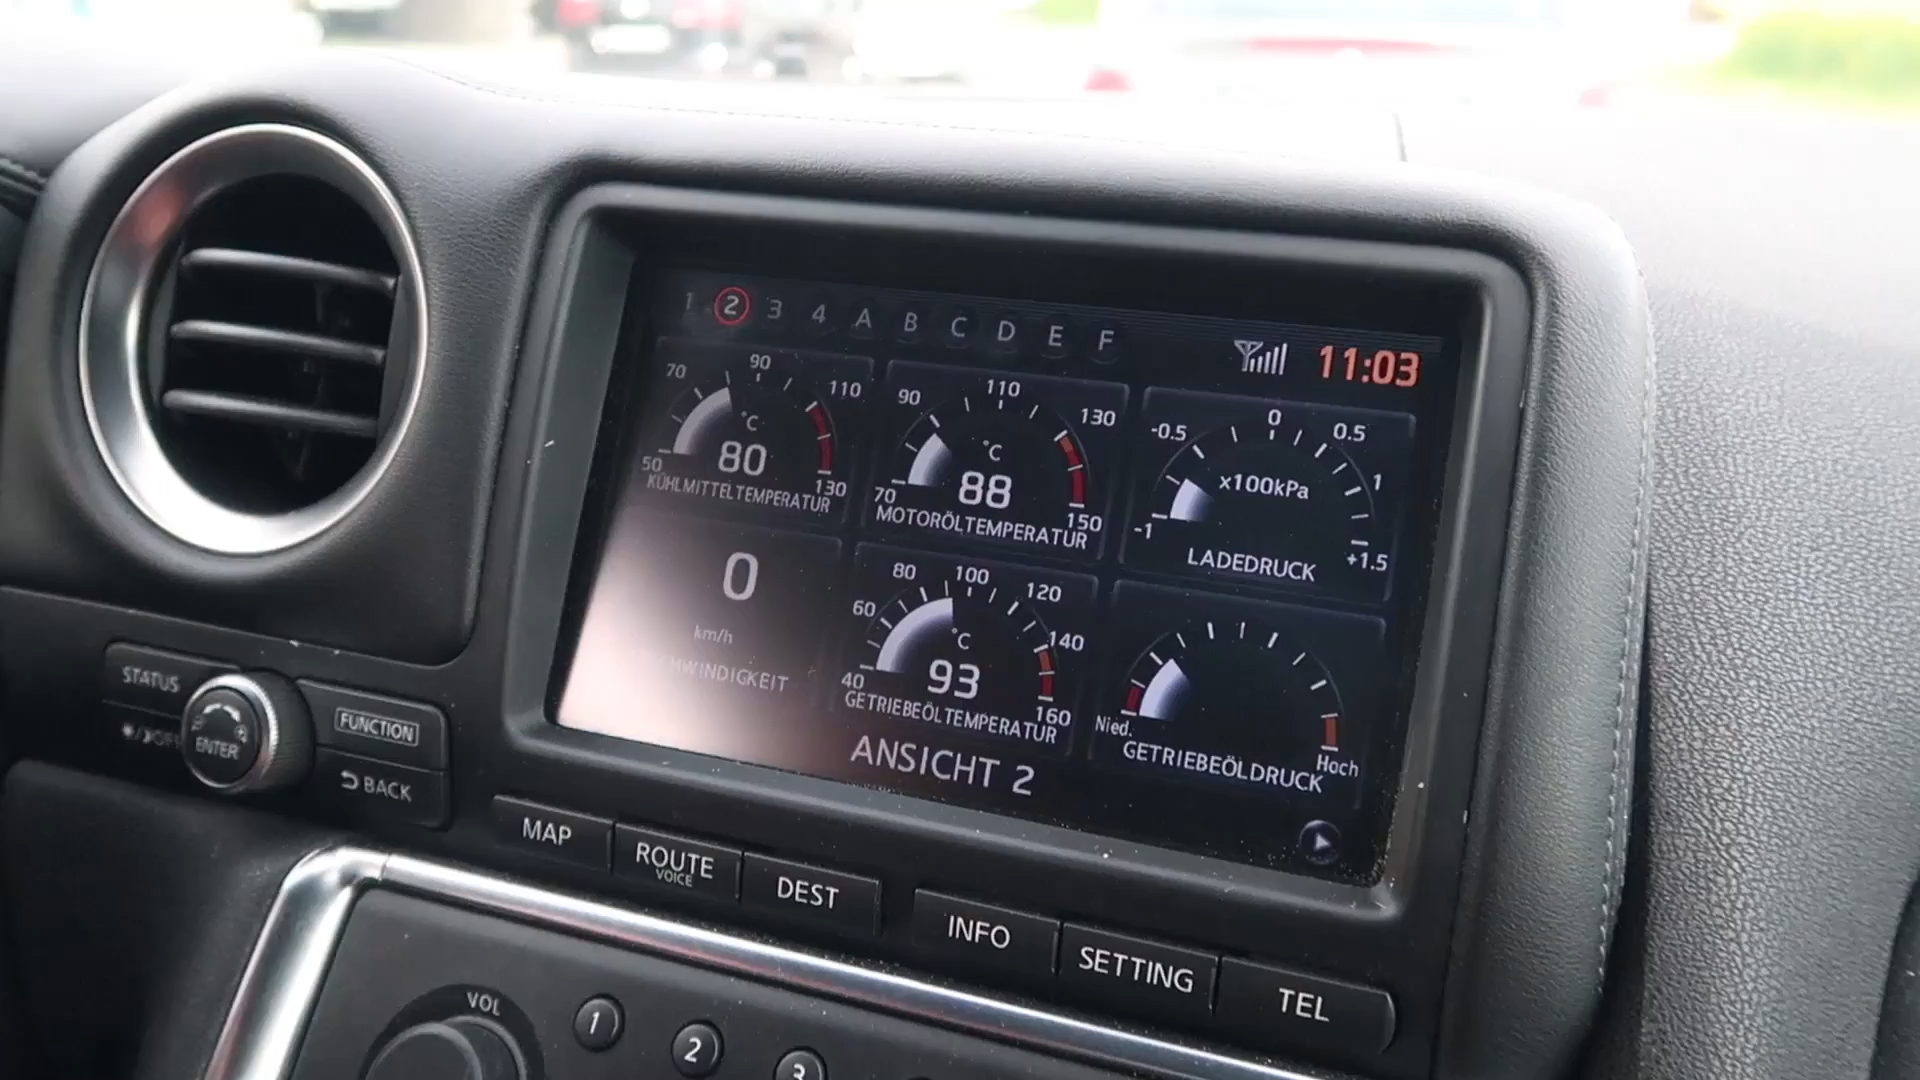 1 2 3 4 A B C D E F
11:03
50 70 90 110 130
°C
80
KÜHLMITTELTEMPERATUR
70 90 110 130 150
°C
88
MOTORÖLTEMPERATUR
-1 -0.5 0 0.5 1 +1.5
x100kPa
LADEDRUCK
0
km/h
40 60 80 100 120 140 160
°C
93
GETRIEBEÖLTEMPERATUR
Nied. Hoch
GETRIEBEÖLDRUCK
ANSICHT 2
STATUS
FUNCTION
ENTER
OFF
BACK
MAP
ROUTE
VOICE
DEST
INFO
SETTING
TEL
VOL
1
2
3